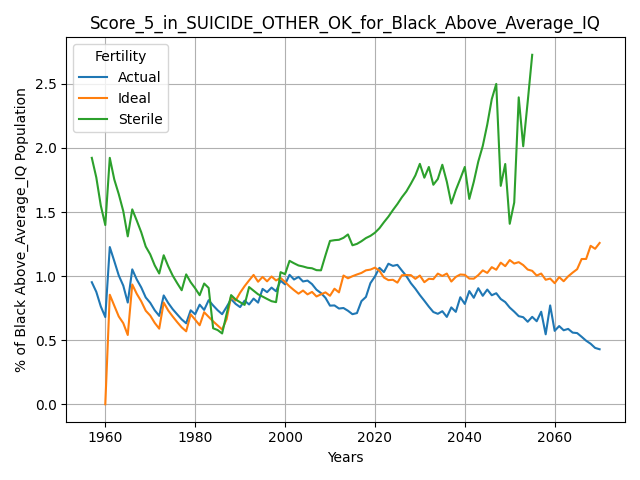 Score_5_in_SUICIDE_OTHER_OK_for_Black_Above_Average_IQ
Fertility
Actual
Ideal
Sterile
% of Black Above_Average_IQ Population
2.5
2.0
1.5
1.0
0.5
0.0
1960 1980 2000 2020 2040 2060
Years